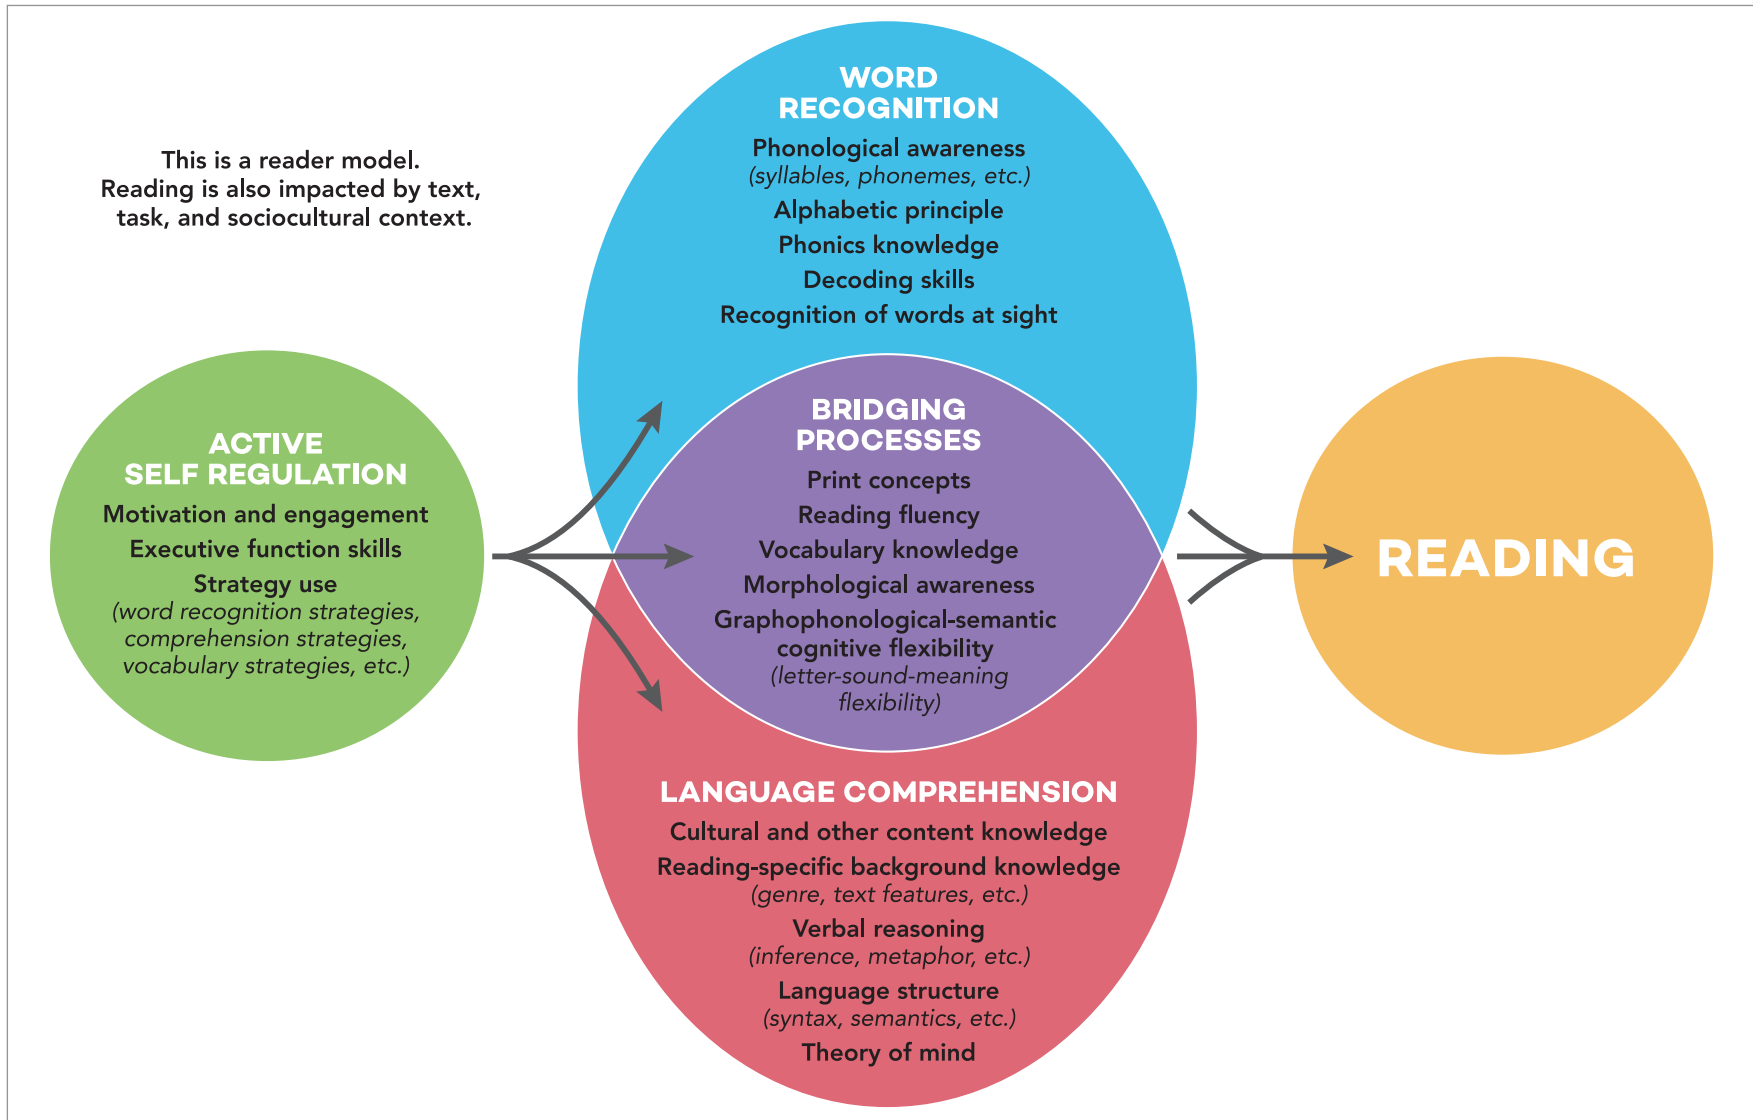 This is a reader model.
Reading is also impacted by text,
task, and sociocultural context.
ACTIVE
SELF REGULATION
Motivation and engagement
Executive function skills
Strategy use
(word recognition strategies,
comprehension strategies,
vocabulary strategies, etc.)
WORD
RECOGNITION
Phonological awareness
(syllables, phonemes, etc.)
Alphabetic principle
Phonics knowledge
Decoding skills
Recognition of words at sight
BRIDGING
PROCESSES
Print concepts
Reading fluency
Vocabulary knowledge
Morphological awareness
Graphophonological-semantic
cognitive flexibility
(letter-sound-meaning
flexibility)
LANGUAGE COMPREHENSION
Cultural and other content knowledge
Reading-specific background knowledge
(genre, text features, etc.)
Verbal reasoning
(inference, metaphor, etc.)
Language structure
(syntax, semantics, etc.)
Theory of mind
READING